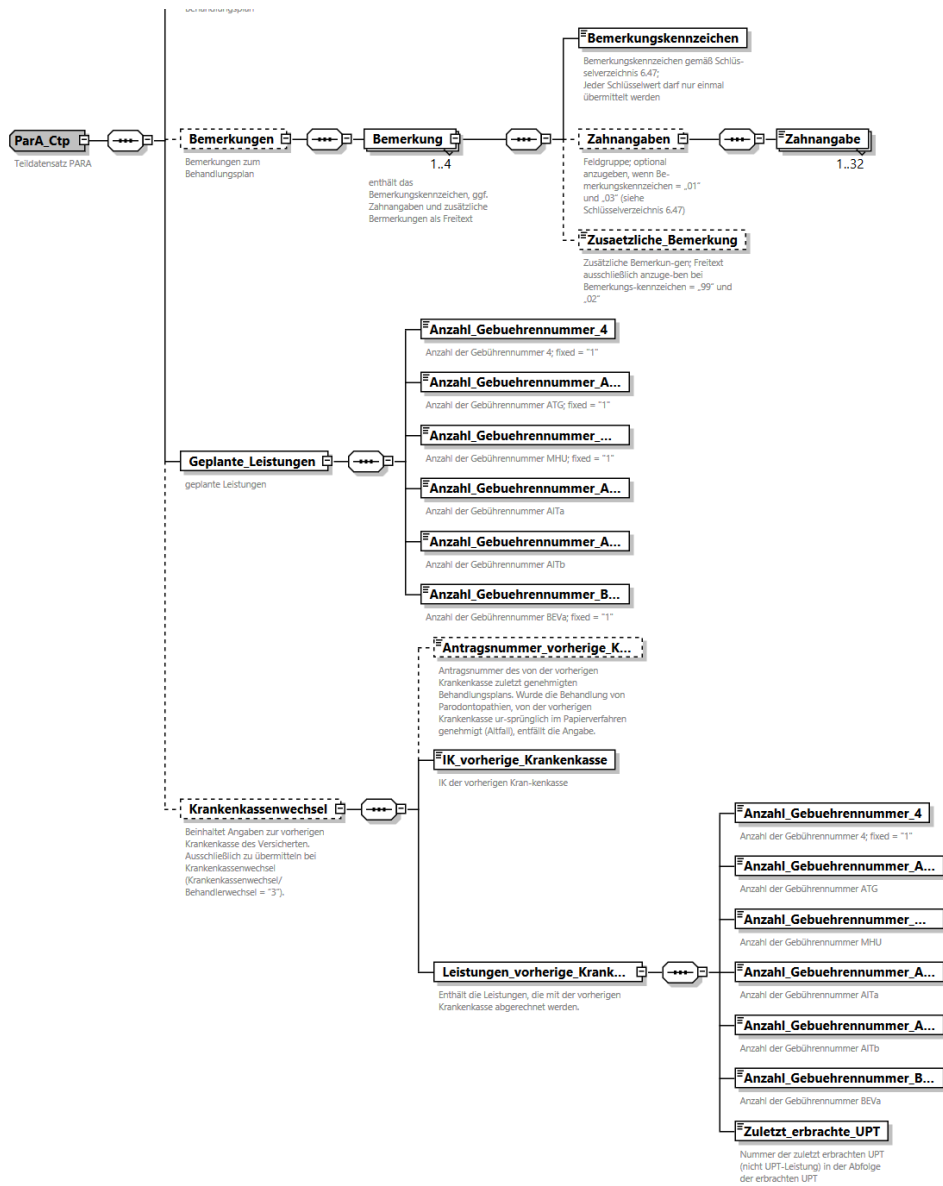 Behandlungsplan
ParA_Ctp
Teildatensatz PARA
Bemerkungen
Bemerkungen zum
Behandlungsplan
Bemerkung
1..4
enthält das
Bemerkungskennzeichen, ggf.
Zahnangaben und zusätzliche
Bermerkungen als Freitext
Bemerkungskennzeichen
Bemerkungskennzeichen gemäß Schlüs-
selverzeichnis 6.47;
Jeder Schlüsselwert darf nur einmal
übermittelt werden
Zahnangaben
Feldgruppe; optional
anzugeben, wenn Be-
merkungskennzeichen = „01“
und „03“ (siehe
Schlüsselverzeichnis 6.47)
Zahnangabe
1..32
Zusaetzliche_Bemerkung
Zusätzliche Bemerkun-gen; Freitext
ausschließlich anzuge-ben bei
Bemerkungs-kennzeichen = „99“ und
„02“
Geplante_Leistungen
geplante Leistungen
Anzahl_Gebuehrennummer_4
Anzahl der Gebührennummer 4; fixed = "1"
Anzahl_Gebuehrennummer_A...
Anzahl der Gebührennummer ATG; fixed = "1"
Anzahl_Gebuehrennummer_...
Anzahl der Gebührennummer MHU; fixed = "1"
Anzahl_Gebuehrennummer_A...
Anzahl der Gebührennummer AITa
Anzahl_Gebuehrennummer_A...
Anzahl der Gebührennummer AITb
Anzahl_Gebuehrennummer_B...
Anzahl der Gebührennummer BEVa; fixed = "1"
Krankenkassenwechsel
Beinhaltet Angaben zur vorherigen
Krankenkasse des Versicherten.
Ausschließlich zu übermitteln bei
Krankenkassenwechsel
(Krankenkassenwechsel/
Behandlerwechsel = "3").
Antragsnummer_vorherige_K...
Antragsnummer des von der vorherigen
Krankenkasse zuletzt genehmigten
Behandlungsplans. Wurde die Behandlung von
Parodontopathien, von der vorherigen
Krankenkasse ur-sprünglich im Papierverfahren
genehmigt (Altfall), entfällt die Angabe.
IK_vorherige_Krankenkasse
IK der vorherigen Kran-kenkasse
Leistungen_vorherige_Krank...
Enthält die Leistungen, die mit der vorherigen
Krankenkasse abgerechnet werden.
Anzahl_Gebuehrennummer_4
Anzahl der Gebührennummer 4; fixed = "1"
Anzahl_Gebuehrennummer_A...
Anzahl der Gebührennummer ATG
Anzahl_Gebuehrennummer_...
Anzahl der Gebührennummer MHU
Anzahl_Gebuehrennummer_A...
Anzahl der Gebührennummer AITa
Anzahl_Gebuehrennummer_A...
Anzahl der Gebührennummer AITb
Anzahl_Gebuehrennummer_B...
Anzahl der Gebührennummer BEVa
Zuletzt_erbrachte_UPT
Nummer der zuletzt erbrachten UPT
(nicht UPT-Leistung) in der Abfolge
der erbrachten UPT